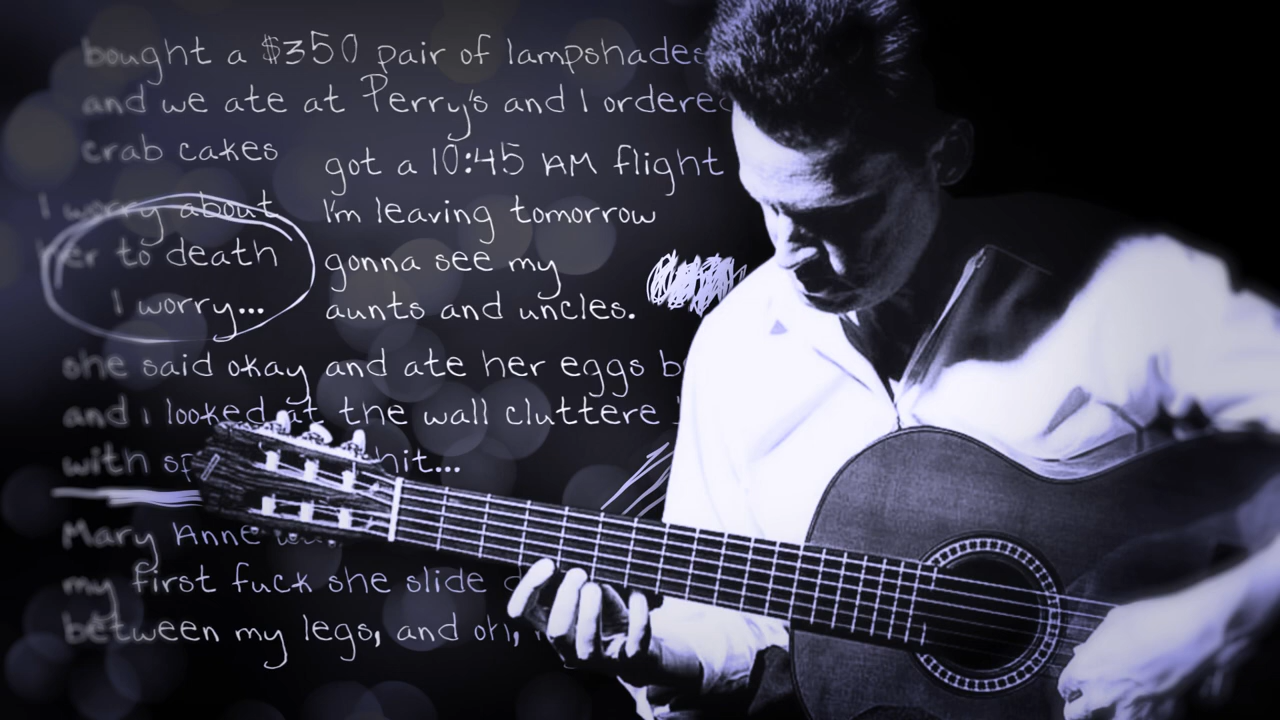 bought a $350 pair of lampshades
and we ate at Perry's and I ordered
crab cakes
I worry about
her to death
I worry...
got a 10:45 AM flight
I'm leaving tomorrow
gonna see my
aunts and uncles.
she said okay and ate her eggs
and i looked at the wall cluttere
with
Mary Anne
my first fuck she slide
between my legs, and oh,